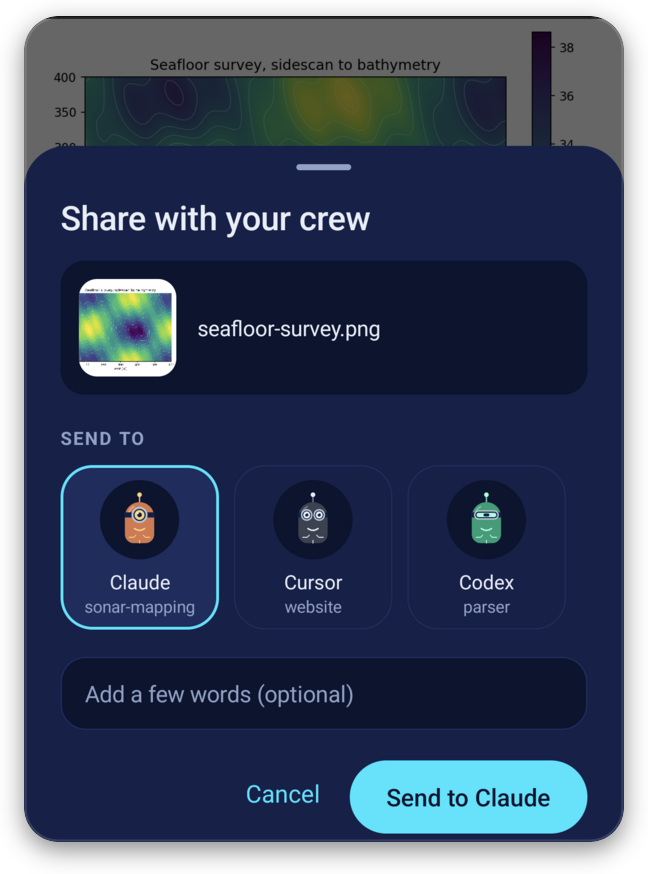 Seafloor survey, sidescan to bathymetry
400
350
300
38
36
34
Share with your crew
seafloor-survey.png
SEND TO
Claude
sonar-mapping
Cursor
website
Codex
parser
Add a few words (optional)
Cancel
Send to Claude